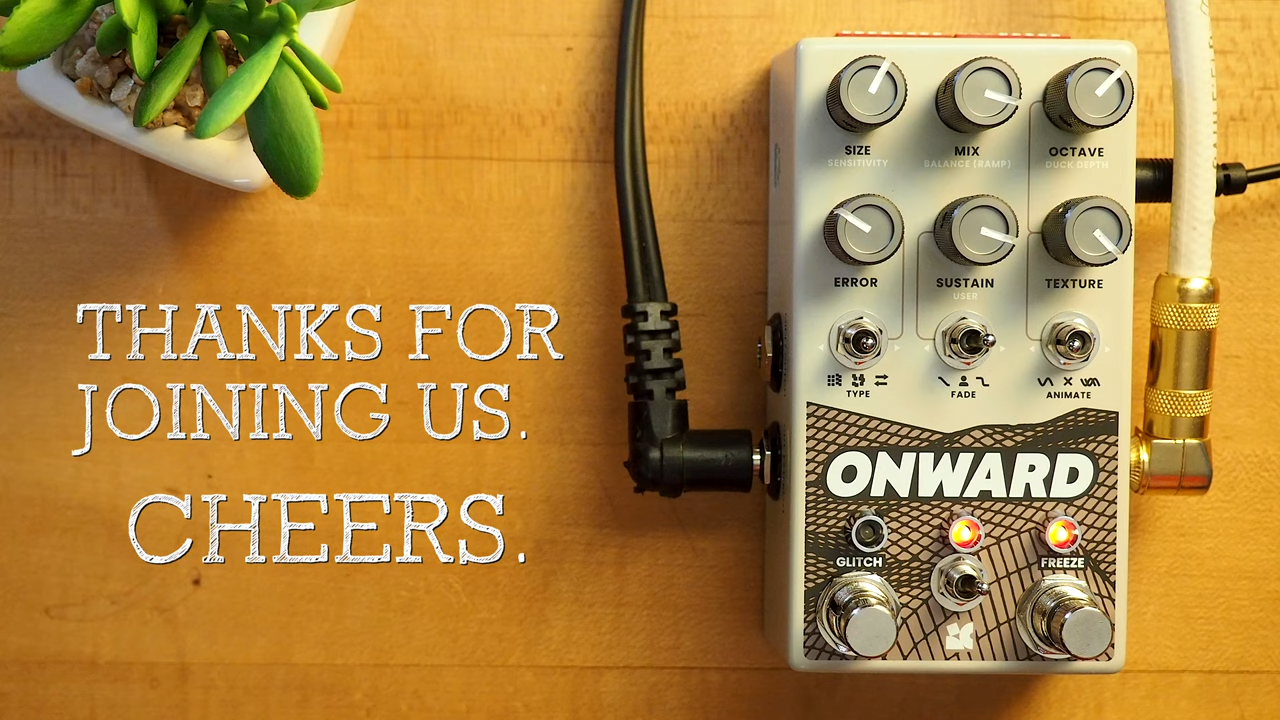 THANKS FOR
JOINING US.
CHEERS.
SIZE MIX OCTAVE
SENSITIVITY BALANCE (RAMP) DUCK DEPTH
ERROR SUSTAIN TEXTURE
USER
TYPE FADE ANIMATE
ONWARD
GLITCH FREEZE